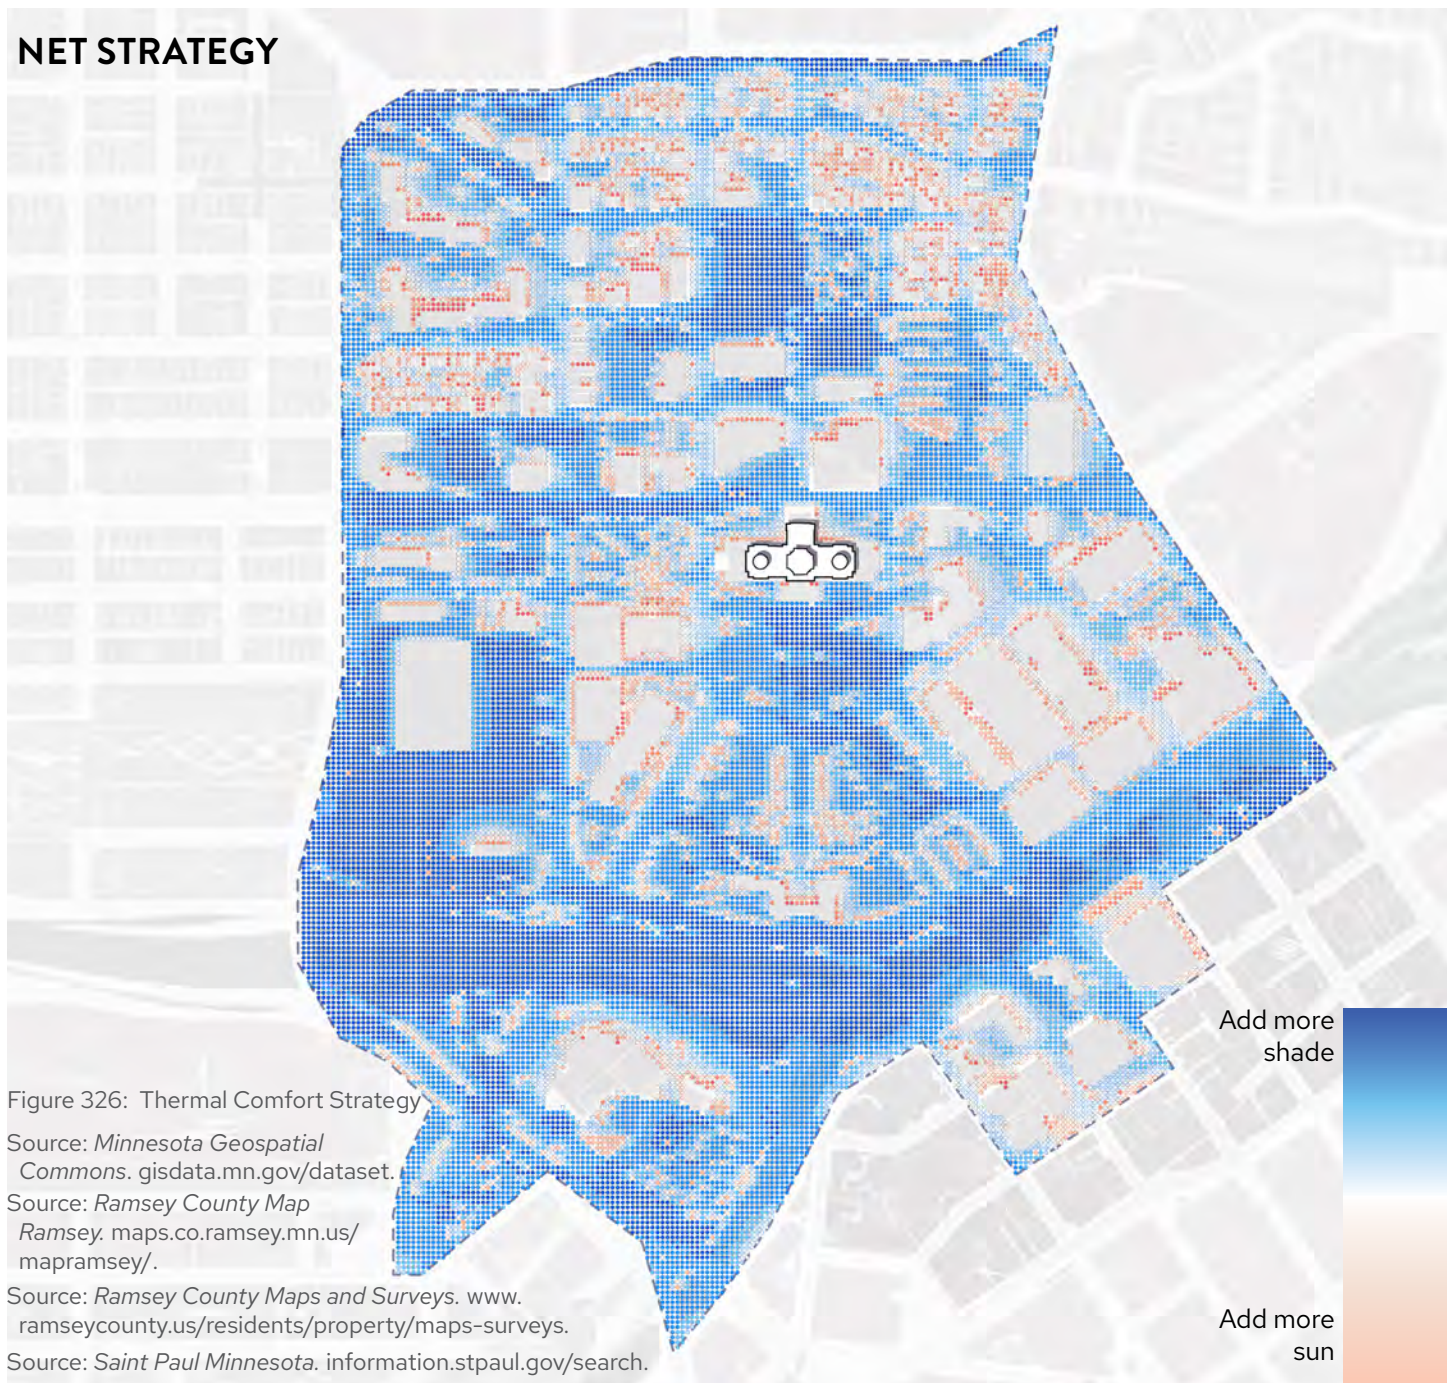 NET STRATEGY
Add more
shade
Figure 326:  Thermal Comfort Strategy
Source: Minnesota Geospatial
Commons. gisdata.mn.gov/dataset.
Source: Ramsey County Map
Ramsey. maps.co.ramsey.mn.us/
mapramsey/.
Source: Ramsey County Maps and Surveys. www.
ramseycounty.us/residents/property/maps-surveys.
Source: Saint Paul Minnesota. information.stpaul.gov/search.
Add more
sun